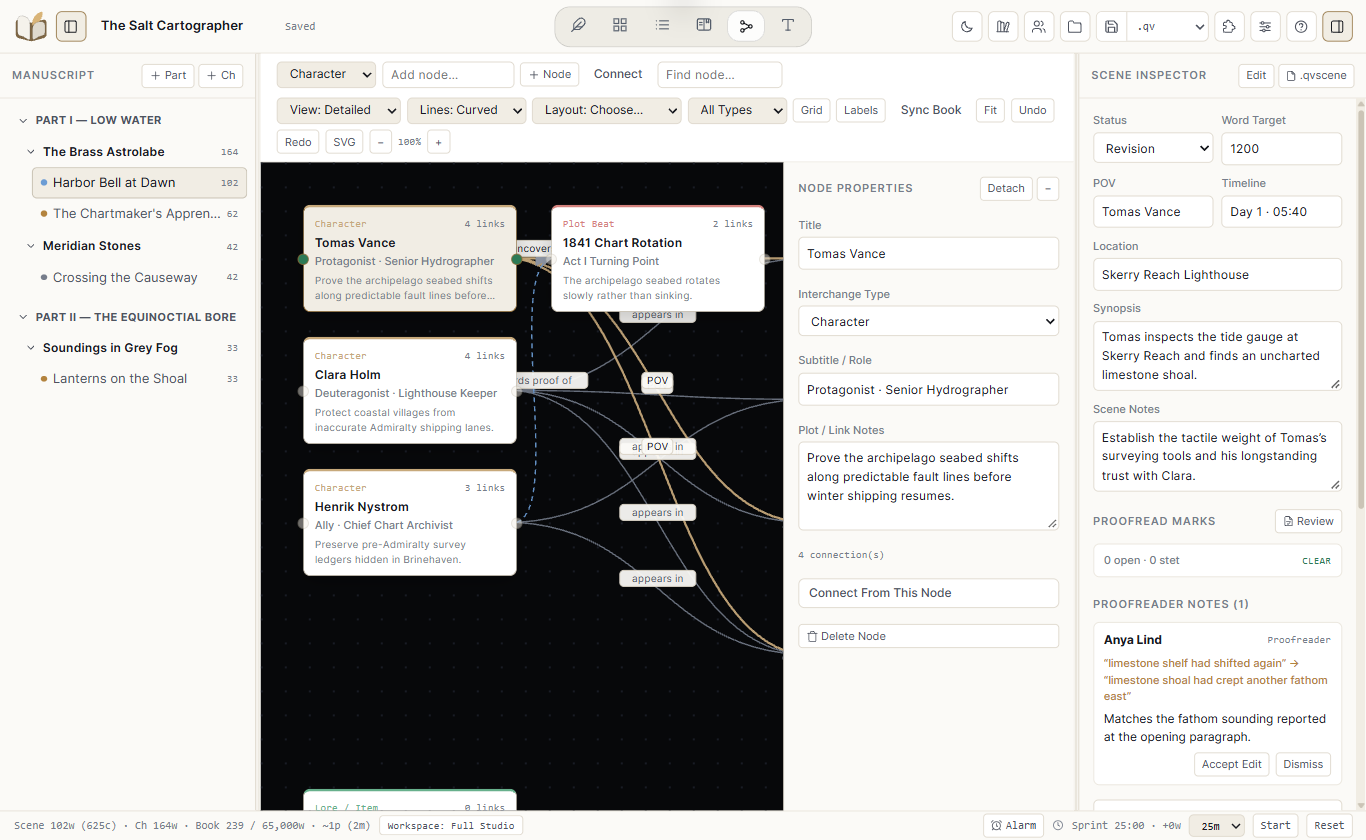 The Salt Cartographer
Saved
.qv
MANUSCRIPT
+ Part
+ Ch
PART I — LOW WATER
The Brass Astrolabe 164
Harbor Bell at Dawn 102
The Chartmaker's Appren... 62
Meridian Stones 42
Crossing the Causeway 42
PART II — THE EQUINOCTIAL BORE
Soundings in Grey Fog 33
Lanterns on the Shoal 33
Character
Add node...
+ Node
Connect
Find node...
View: Detailed
Lines: Curved
Layout: Choose...
All Types
Grid
Labels
Sync Book
Fit
Undo
Redo
SVG
−
100%
+
Character 4 links
Tomas Vance
Protagonist · Senior Hydrographer
Prove the archipelago seabed shifts
along predictable fault lines before...
ncover
Plot Beat 2 links
1841 Chart Rotation
Act I Turning Point
The archipelago seabed rotates
slowly rather than sinking.
appears in
Character 4 links
Clara Holm
Deuteragonist · Lighthouse Keeper
Protect coastal villages from
inaccurate Admiralty shipping lanes.
ds proof of
POV
POV
in
Character 3 links
Henrik Nystrom
Ally · Chief Chart Archivist
Preserve pre-Admiralty survey
ledgers hidden in Brinehaven.
appears in
appears in
Lore / Item 0 links
NODE PROPERTIES
Detach
−
Title
Tomas Vance
Interchange Type
Character
Subtitle / Role
Protagonist · Senior Hydrographer
Plot / Link Notes
Prove the archipelago seabed shifts
along predictable fault lines before
winter shipping resumes.
4 connection(s)
Connect From This Node
Delete Node
SCENE INSPECTOR
Edit
.qvscene
Status
Word Target
Revision
1200
POV
Timeline
Tomas Vance
Day 1 · 05:40
Location
Skerry Reach Lighthouse
Synopsis
Tomas inspects the tide gauge at
Skerry Reach and finds an uncharted
limestone shoal.
Scene Notes
Establish the tactile weight of Tomas’s
surveying tools and his longstanding
trust with Clara.
PROOFREAD MARKS
Review
0 open · 0 stet
CLEAR
PROOFREADER NOTES (1)
Anya Lind
Proofreader
"limestone shelf had shifted again" →
"limestone shoal had crept another fathom
east"
Matches the fathom sounding reported
at the opening paragraph.
Accept Edit
Dismiss
Scene 102w (625c) · Ch 164w · Book 239 / 65,000w · ~1p (2m)
Workspace: Full Studio
Alarm
Sprint 25:00 · +0w
25m
Start
Reset